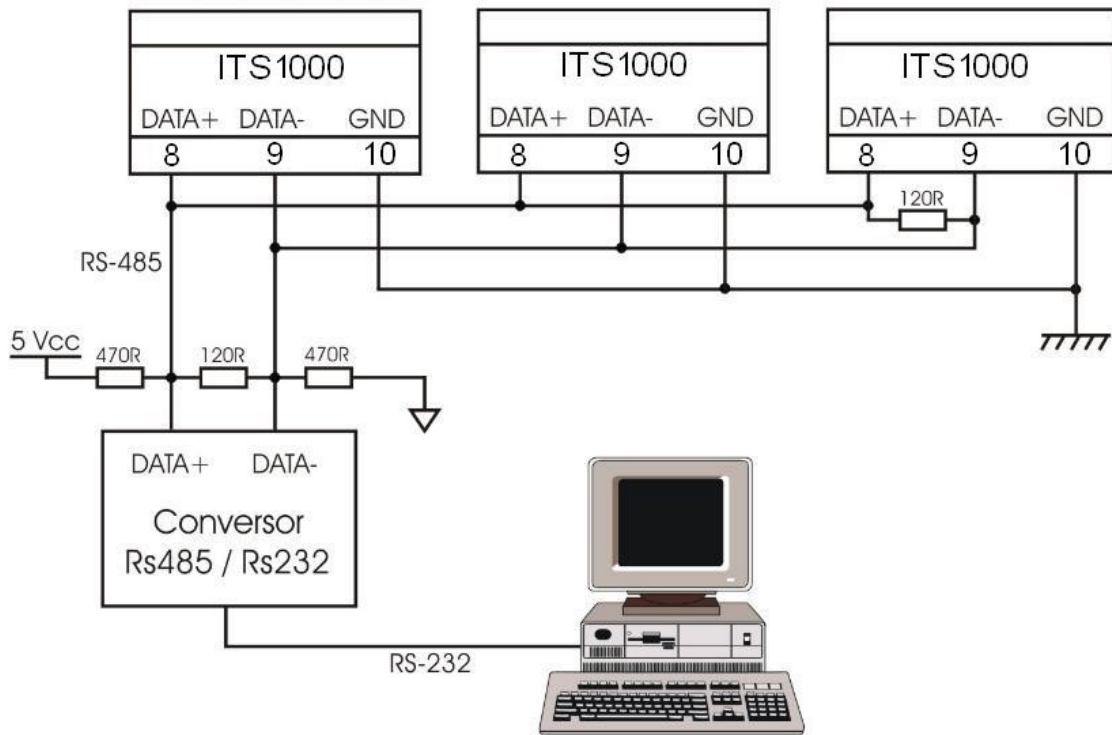 ITS1000 ITS1000 ITS1000
DATA+ DATA- GND DATA+ DATA- GND DATA+ DATA- GND
8 9 10 8 9 10 8 9 10
120R
RS-485
5 Vcc
470R 120R 470R
DATA+ DATA-
Conversor
Rs485 / Rs232
RS-232